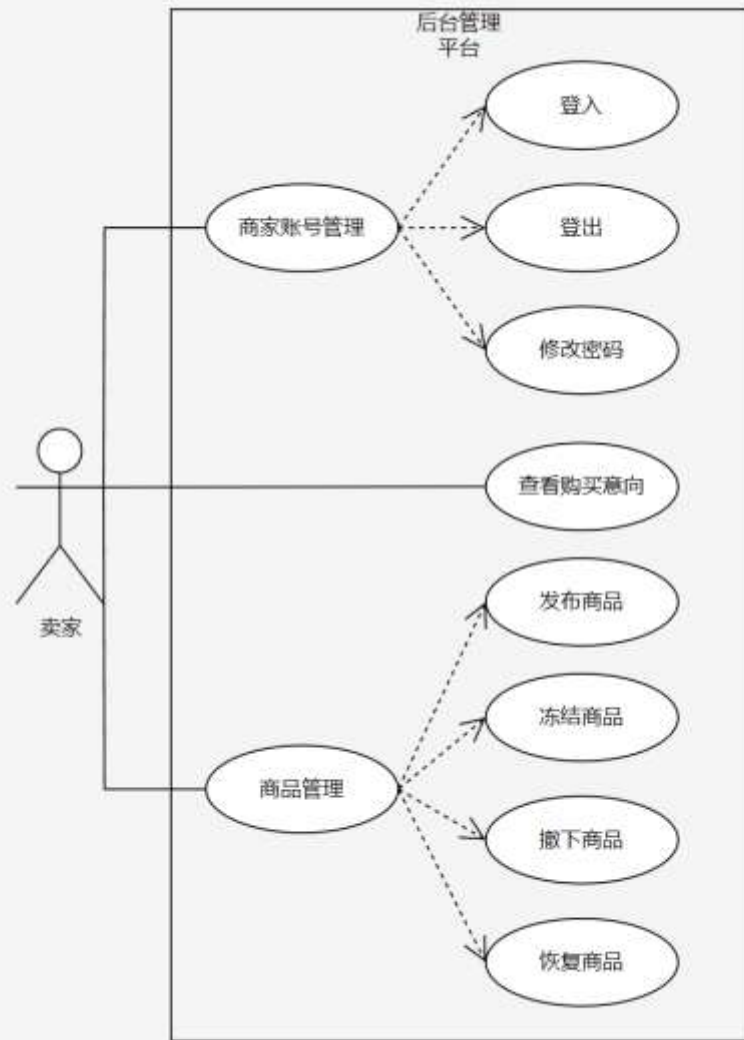 后台管理
平台
登入
商家账号管理
登出
修改密码
查看购买意向
发布商品
卖家
冻结商品
商品管理
撤下商品
恢复商品